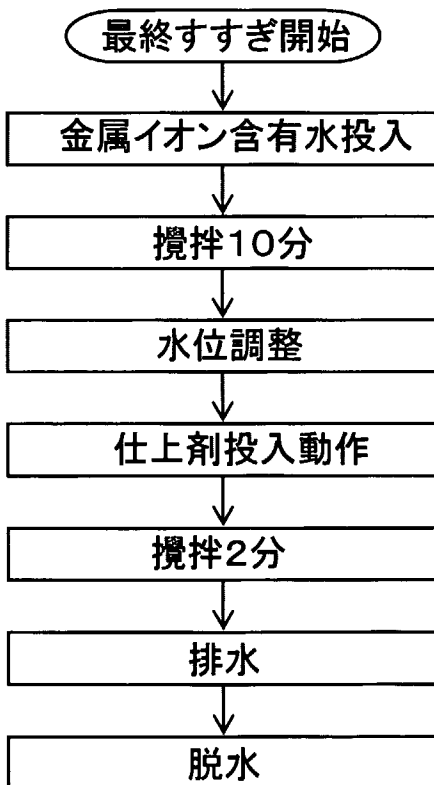 最終すすぎ開始
金属イオン含有水投入
攪拌10分
水位調整
仕上剤投入動作
攪拌2分
排水
脱水